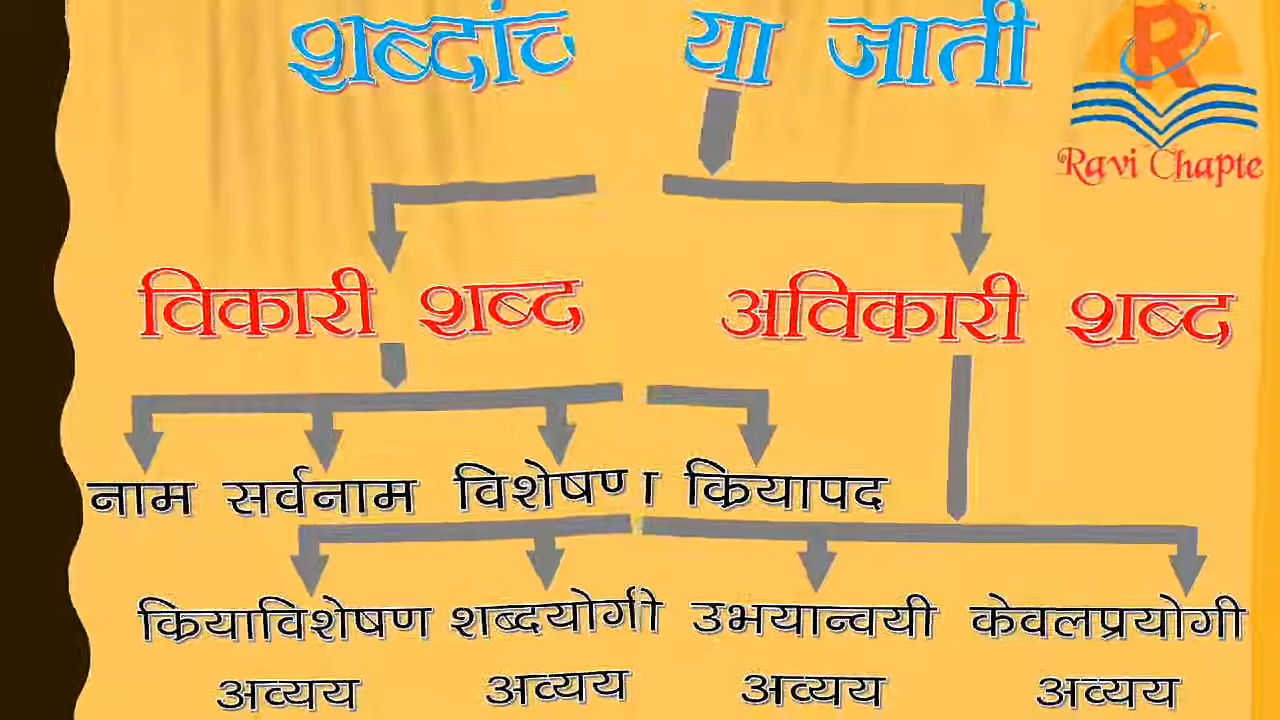 शब्दांच्या जाती
Ravi Chapte
विकारी शब्द अविकारी शब्द
नाम सर्वनाम विशेषण क्रियापद
क्रियाविशेषण शब्दयोगी उभयान्वयी केवलप्रयोगी
अव्यय अव्यय अव्यय अव्यय